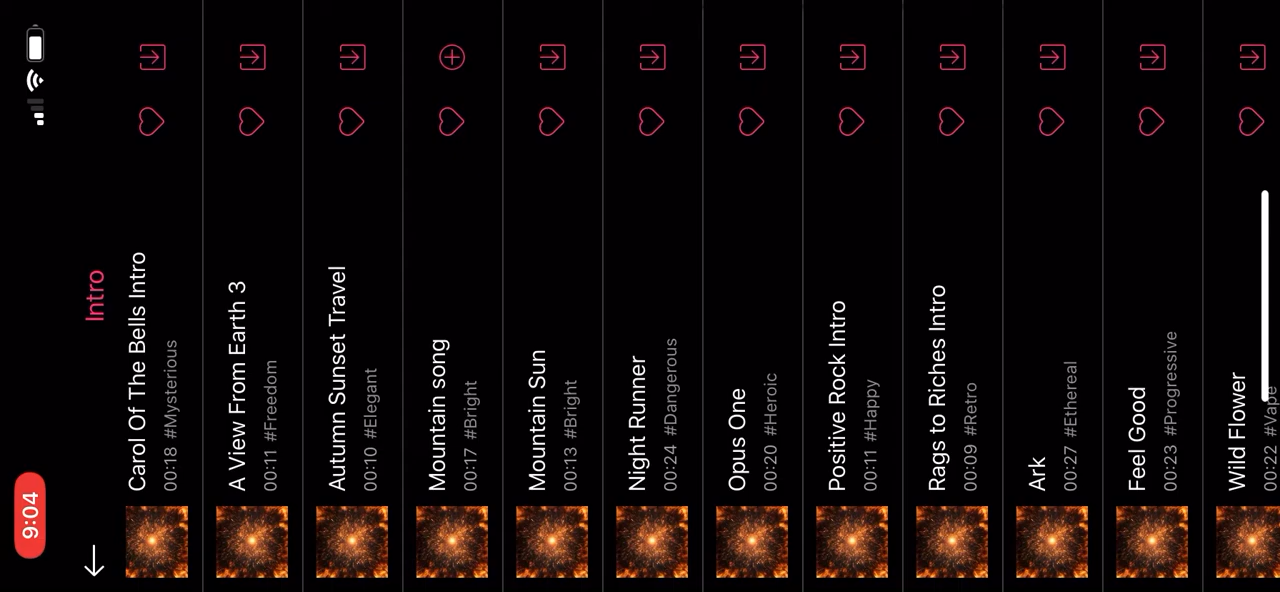 9:04
Intro
Carol Of The Bells Intro
00:18 #Mysterious
A View From Earth 3
00:11 #Freedom
Autumn Sunset Travel
00:10 #Elegant
Mountain song
00:17 #Bright
Mountain Sun
00:13 #Bright
Night Runner
00:24 #Dangerous
Opus One
00:20 #Heroic
Positive Rock Intro
00:11 #Happy
Rags to Riches Intro
00:09 #Retro
Ark
00:27 #Ethereal
Feel Good
00:23 #Progressive
Wild Flower
00:22 #Vape